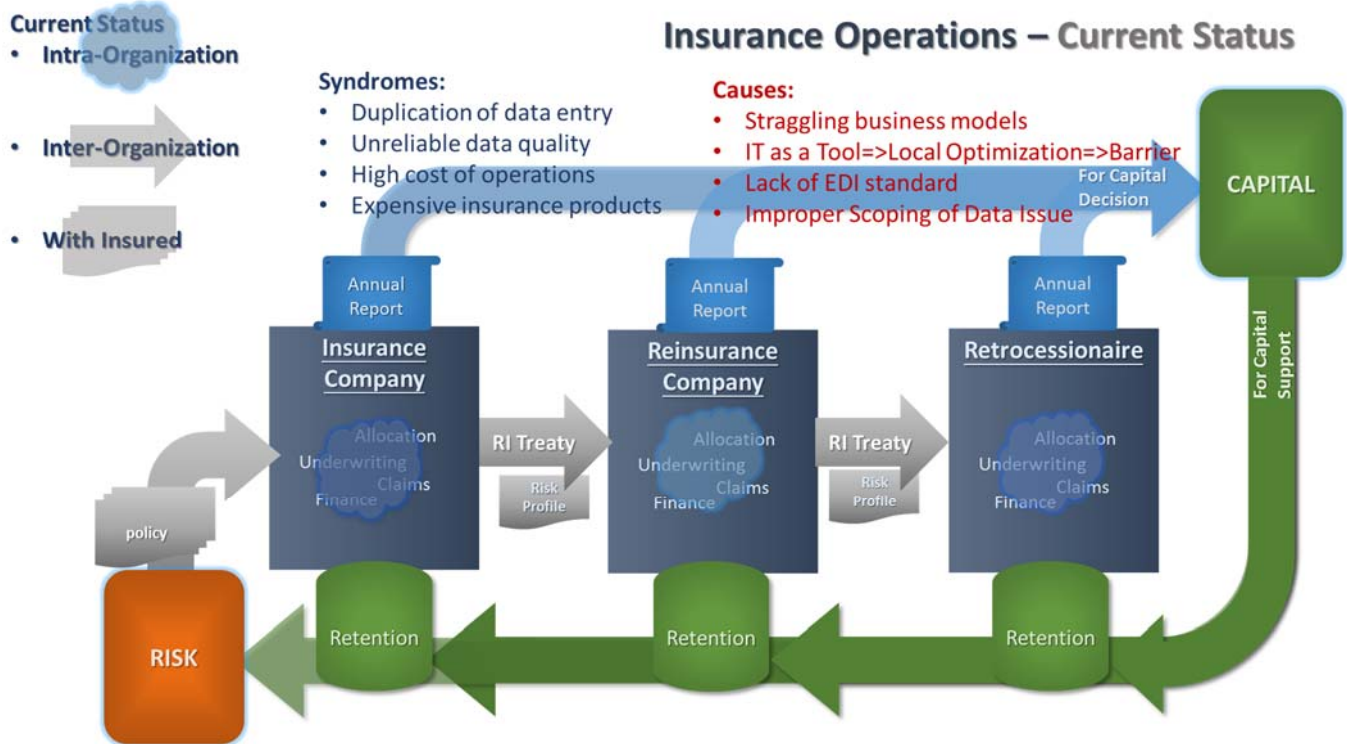 Insurance Operations – Current Status
Current Status
• Intra-Organization
• Inter-Organization
• With Insured
Syndromes:
• Duplication of data entry
• Unreliable data quality
• High cost of operations
• Expensive insurance products
Causes:
• Straggling business models
• IT as a Tool=>Local Optimization=>Barrier
• Lack of EDI standard
• Improper Scoping of Data Issue
For Capital
Decision
CAPITAL
For Capital
Support
Annual
Report
Annual
Report
Annual
Report
Insurance
Company
Allocation
Underwriting
Claims
Finance
RI Treaty
Risk
Profile
Reinsurance
Company
Allocation
Underwriting
Claims
Finance
RI Treaty
Risk
Profile
Retrocessionaire
Allocation
Underwriting
Claims
Finance
policy
RISK
Retention
Retention
Retention